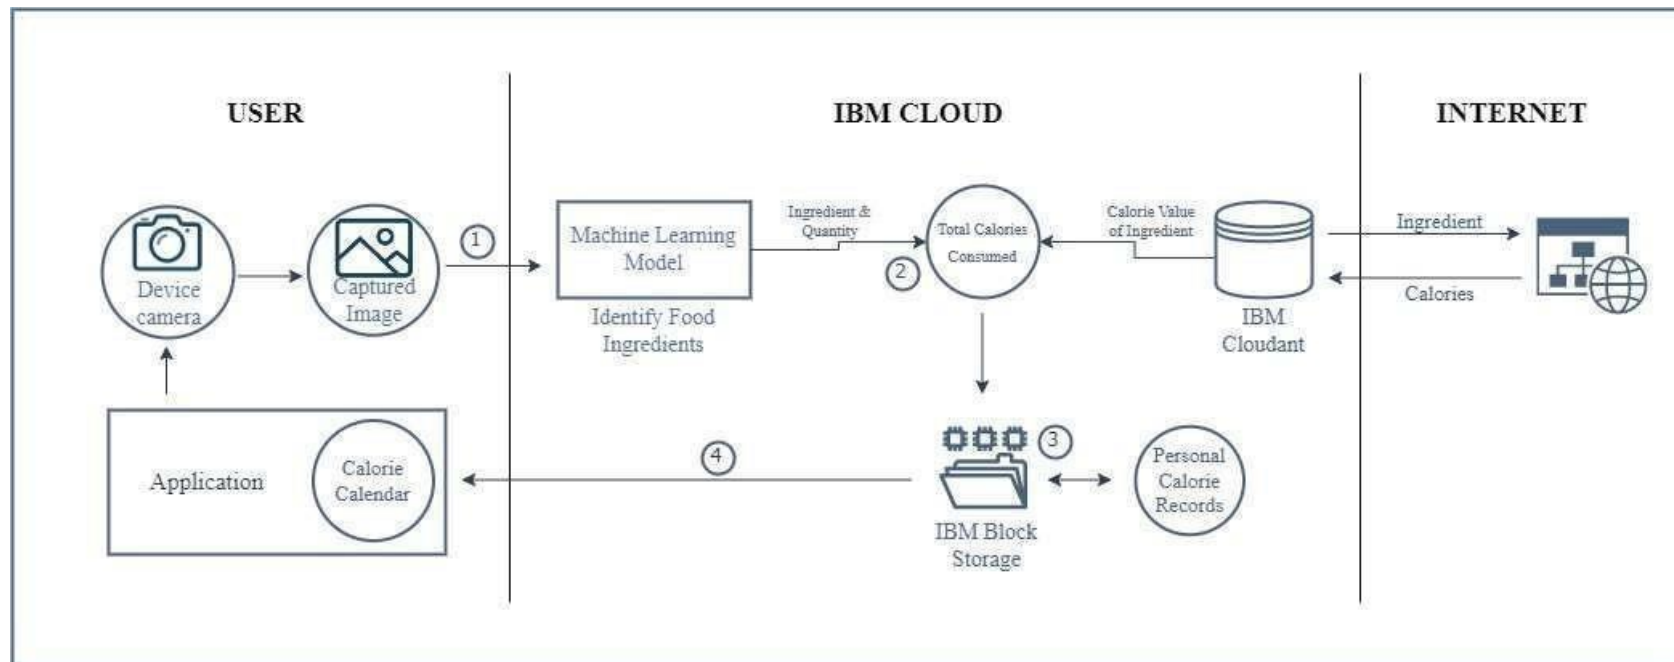 USER
IBM CLOUD
INTERNET
Device
camera
Captured
Image
1
Machine Learning
Model
Identify Food
Ingredients
Ingredient &
Quantity
2
Total Calories
Consumed
Calorie Value
of Ingredient
IBM
Cloudant
Ingredient
Calories
Application
Calorie
Calendar
4
3
IBM Block
Storage
Personal
Calorie
Records